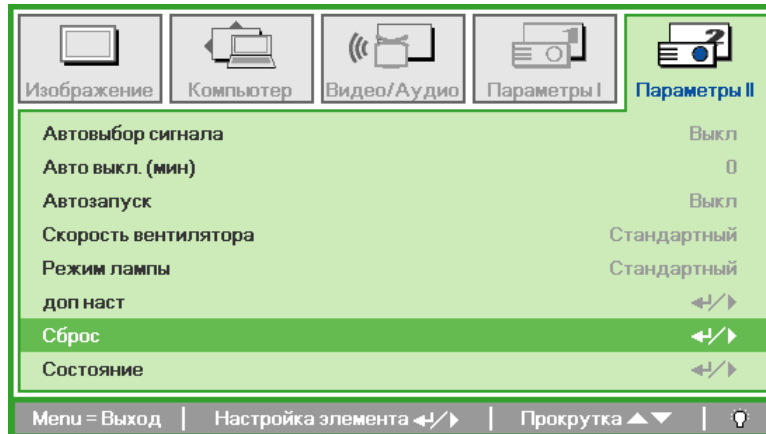 Изображение Компьютер Видео/Аудио Параметры I Параметры II
Автовыбор сигнала Выкл
Авто выкл. (мин) 0
Автозапуск Выкл
Скорость вентилятора Стандартный
Режим лампы Стандартный
доп наст
Сброс
Состояние
Menu = Выход | Настройка элемента | Прокрутка